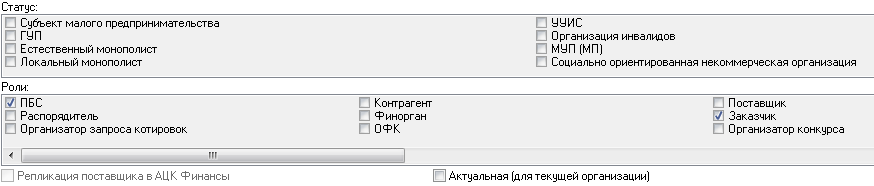 Статус:
Субъект малого предпринимательства
УУИС
ГУП
Организация инвалидов
Естественный монополист
МУП (МП)
Локальный монополист
Социально ориентированная некоммерческая организация
Роли:
ПБС
Контрагент
Поставщик
Распорядитель
Финорган
Заказчик
Организатор запроса котировок
ОФК
Организатор конкурса
Репликация поставщика в АЦК Финансы
Актуальная (для текущей организации)